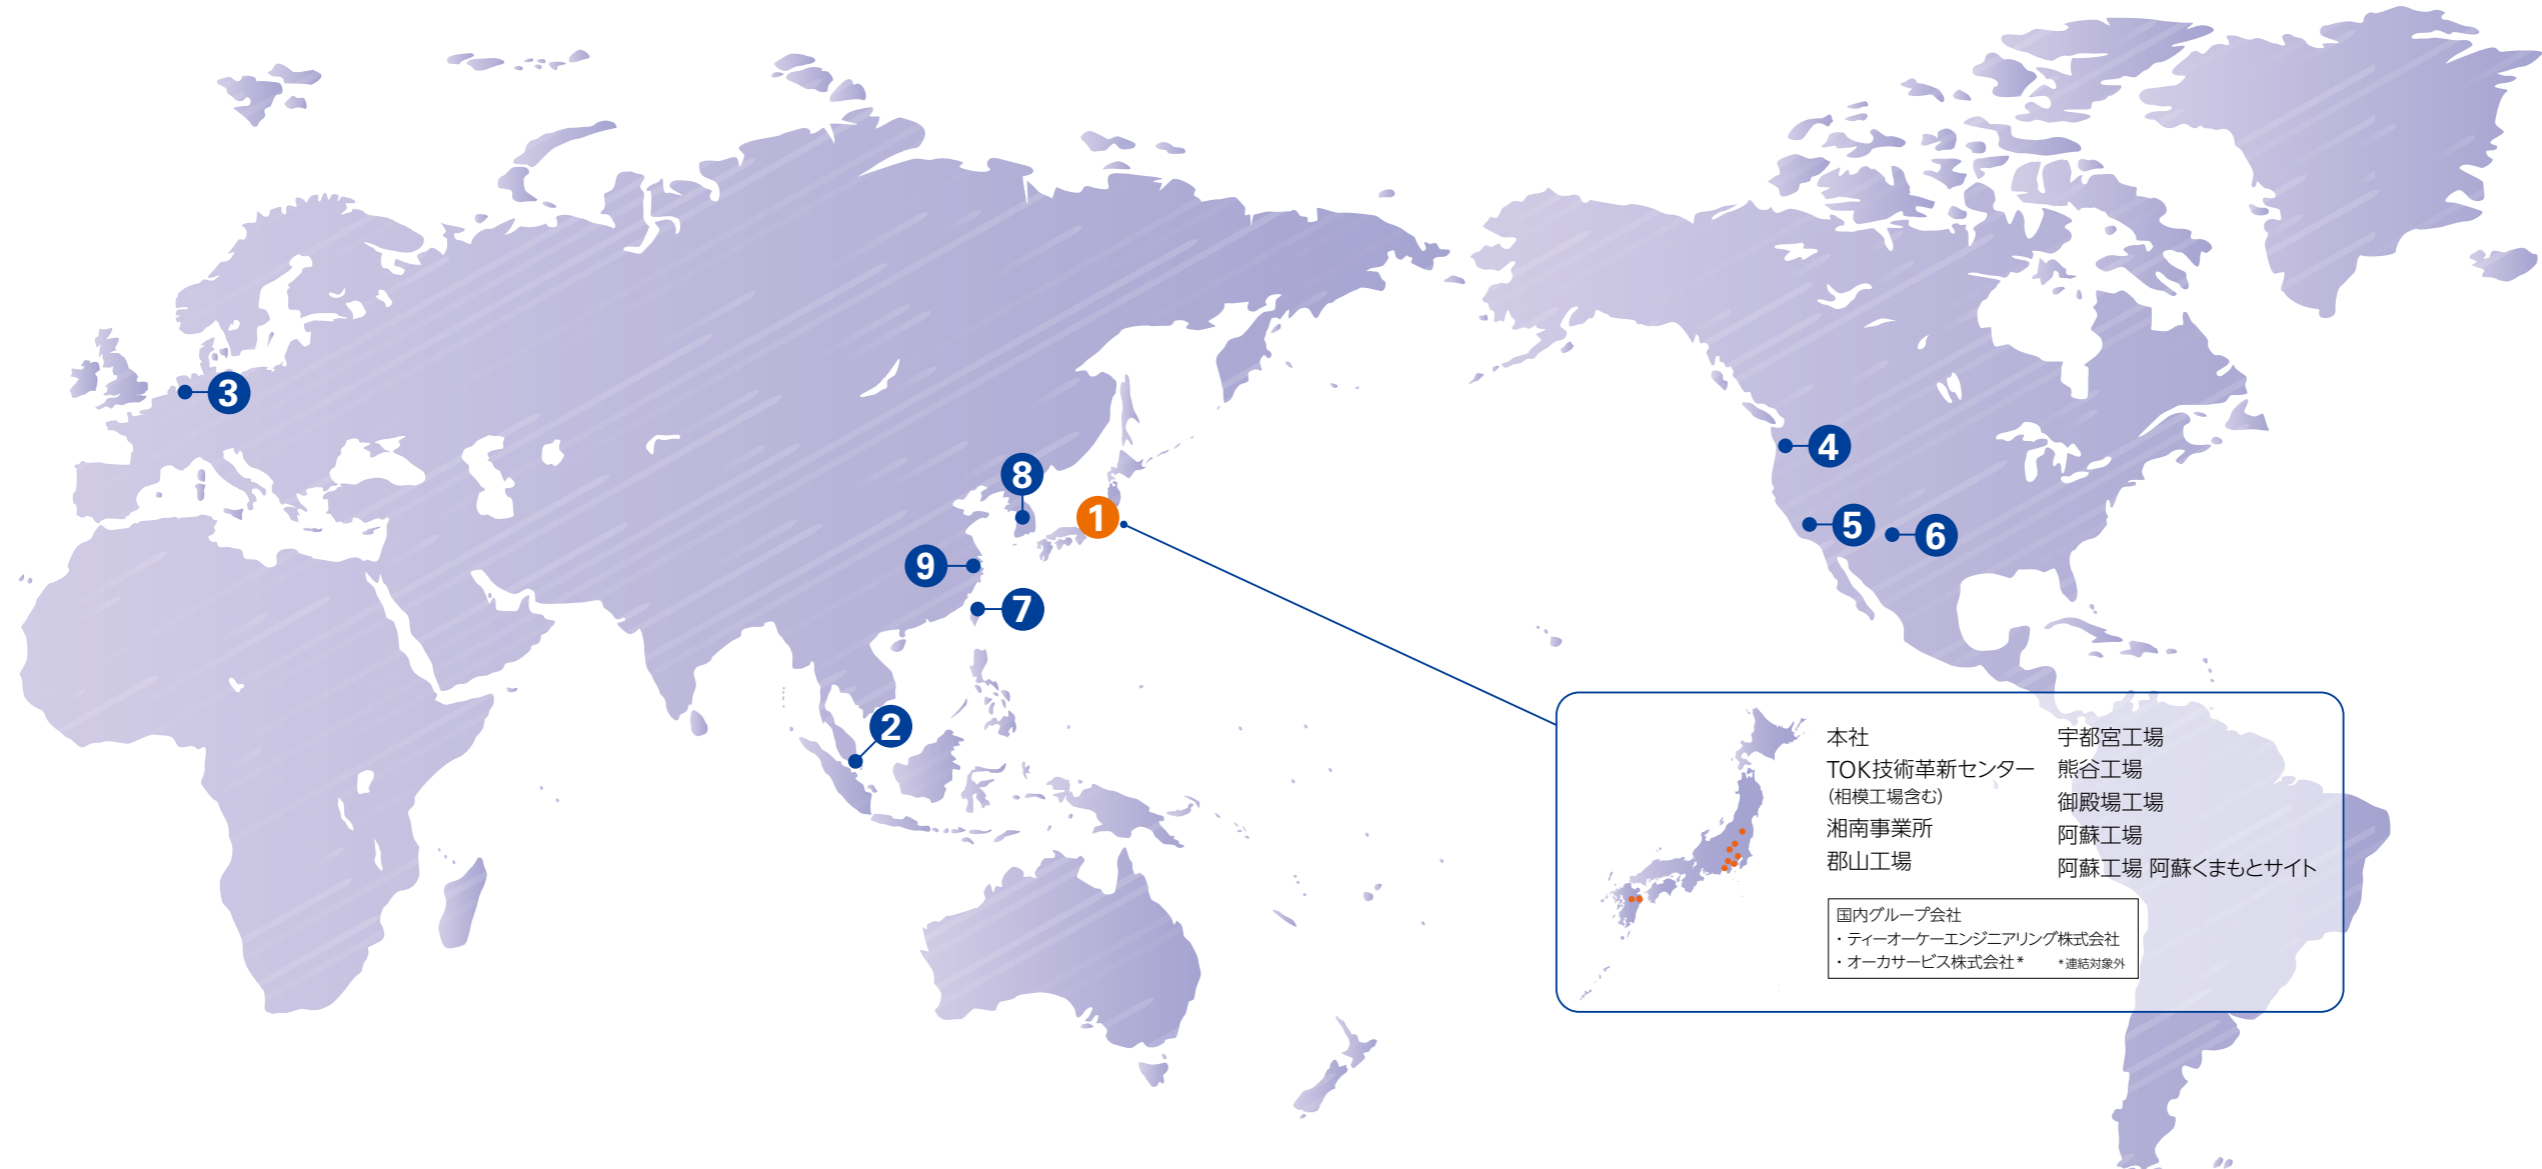 3
4
8
1
5
6
9
7
2
本社
TOK技術革新センター
(相模工場含む)
湘南事業所
郡山工場
宇都宮工場
熊谷工場
御殿場工場
阿蘇工場
阿蘇工場 阿蘇くまもとサイト
国内グループ会社
・ティーオーケーエンジニアリング株式会社
・オーカサービス株式会社* *連結対象外